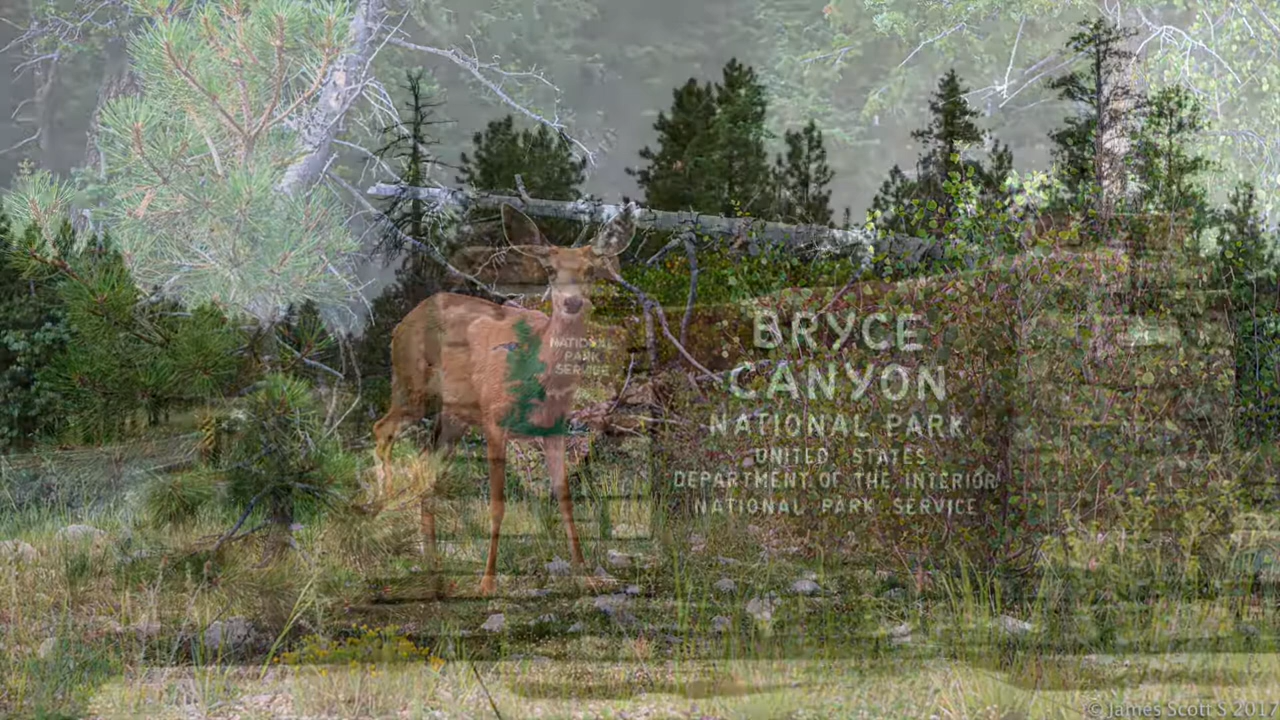 NATIONAL
PARK
SERVICE
BRYCE
CANYON
NATIONAL PARK
UNITED STATES
DEPARTMENT OF THE INTERIOR
NATIONAL PARK SERVICE
© James Scott S 2017